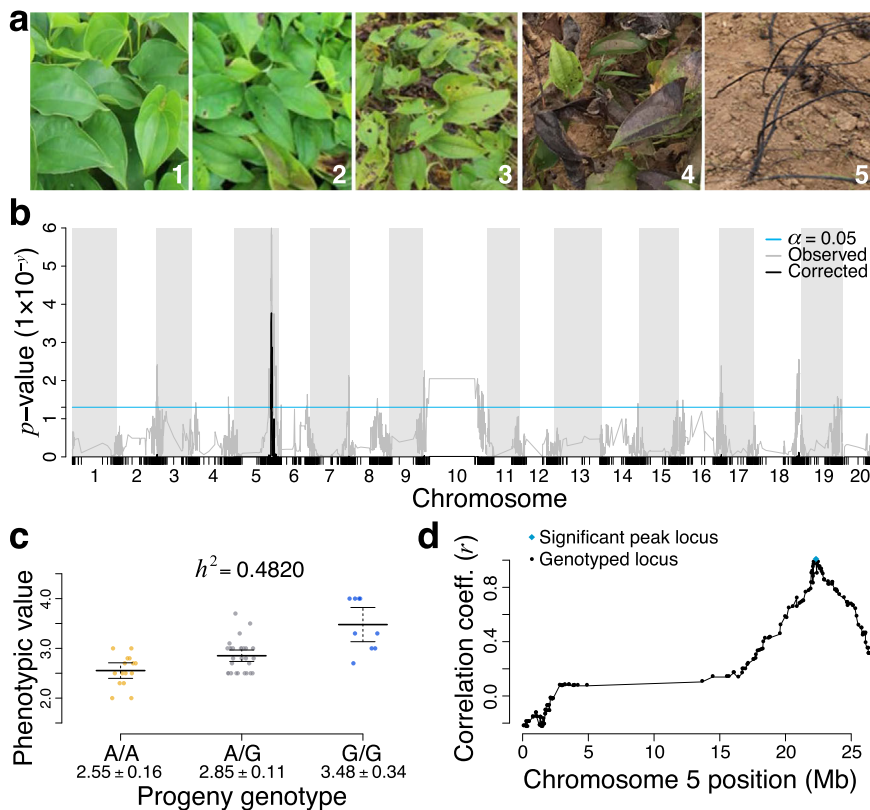 a
1 2 3 4 5
b
p−value (1×10⁻ʸ)
6
5
4
3
2
1
0
α = 0.05
Observed
Corrected
1 2 3 4 5 6 7 8 9 10 11 12 13 14 15 16 17 18 19 20
Chromosome
c
h² = 0.4820
Phenotypic value
4.0
3.0
2.0
A/A A/G G/G
2.55 ± 0.16 2.85 ± 0.11 3.48 ± 0.34
Progeny genotype
d
Significant peak locus
Genotyped locus
Correlation coeff. (r)
0.8
0.4
0.0
0 5 10 15 20 25
Chromosome 5 position (Mb)